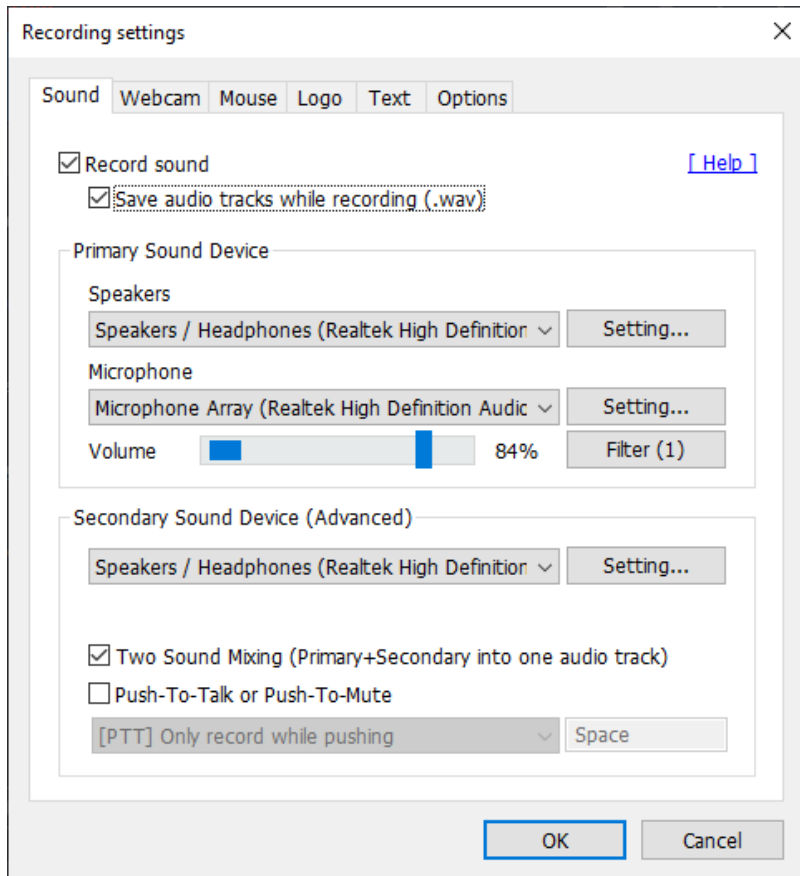 Recording settings
Sound Webcam Mouse Logo Text Options
Record sound [ Help ]
Save audio tracks while recording (.wav)
Primary Sound Device
Speakers
Speakers / Headphones (Realtek High Definition Setting...
Microphone
Microphone Array (Realtek High Definition Audic Setting...
Volume 84% Filter (1)
Secondary Sound Device (Advanced)
Speakers / Headphones (Realtek High Definition Setting...
Two Sound Mixing (Primary+Secondary into one audio track)
Push-To-Talk or Push-To-Mute
[PTT] Only record while pushing Space
OK Cancel